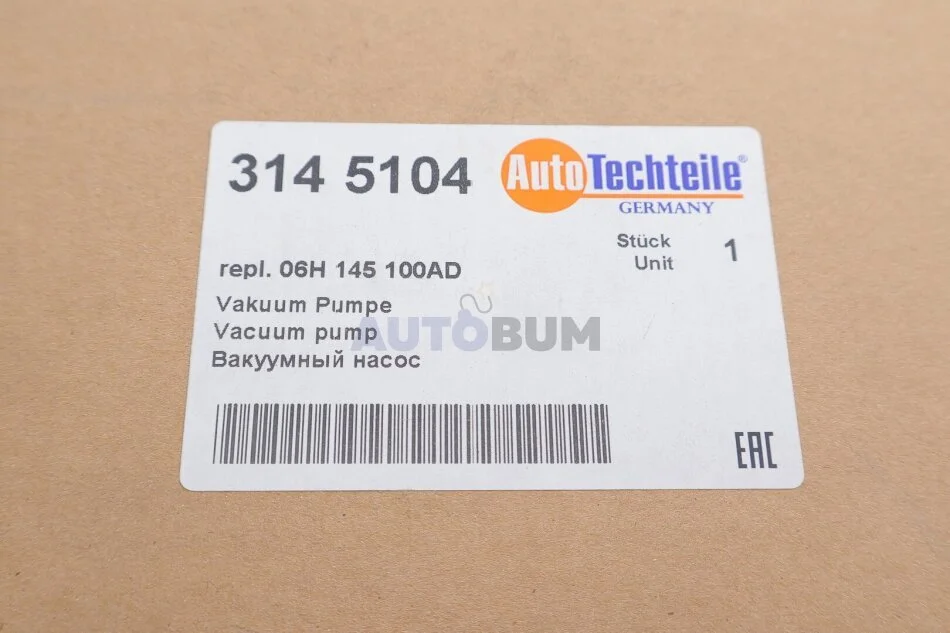 314 5104
AutoTechteile®
GERMANY
Stück
Unit
1
repl. 06H 145 100AD
Vakuum Pumpe
Vacuum pump
Вакуумный насос
AUTOBUM
EAC